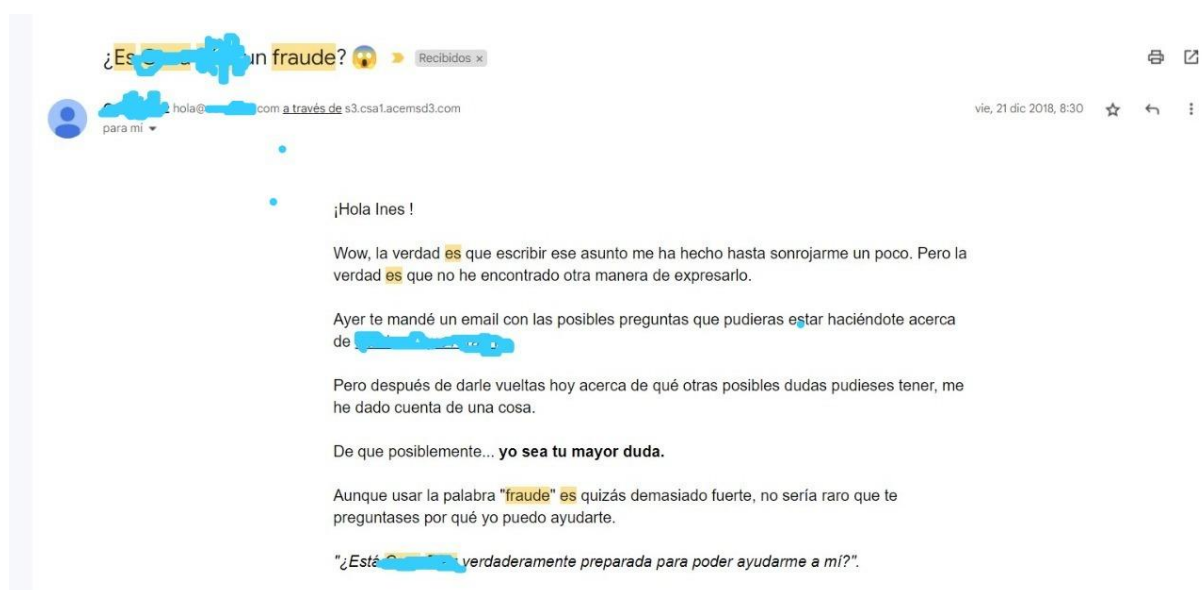 ¿Es un fraude? 😱 Recibidos ×
hola@ com a través de s3.csa1.acemsd3.com vie, 21 dic 2018, 8:30
para mí
¡Hola Ines !
Wow, la verdad es que escribir ese asunto me ha hecho hasta sonrojarme un poco. Pero la
verdad es que no he encontrado otra manera de expresarlo.
Ayer te mandé un email con las posibles preguntas que pudieras estar haciéndote acerca
de
Pero después de darle vueltas hoy acerca de qué otras posibles dudas pudieses tener, me
he dado cuenta de una cosa.
De que posiblemente... yo sea tu mayor duda.
Aunque usar la palabra "fraude" es quizás demasiado fuerte, no sería raro que te
preguntases por qué yo puedo ayudarte.
"¿Está verdaderamente preparada para poder ayudarme a mí?".